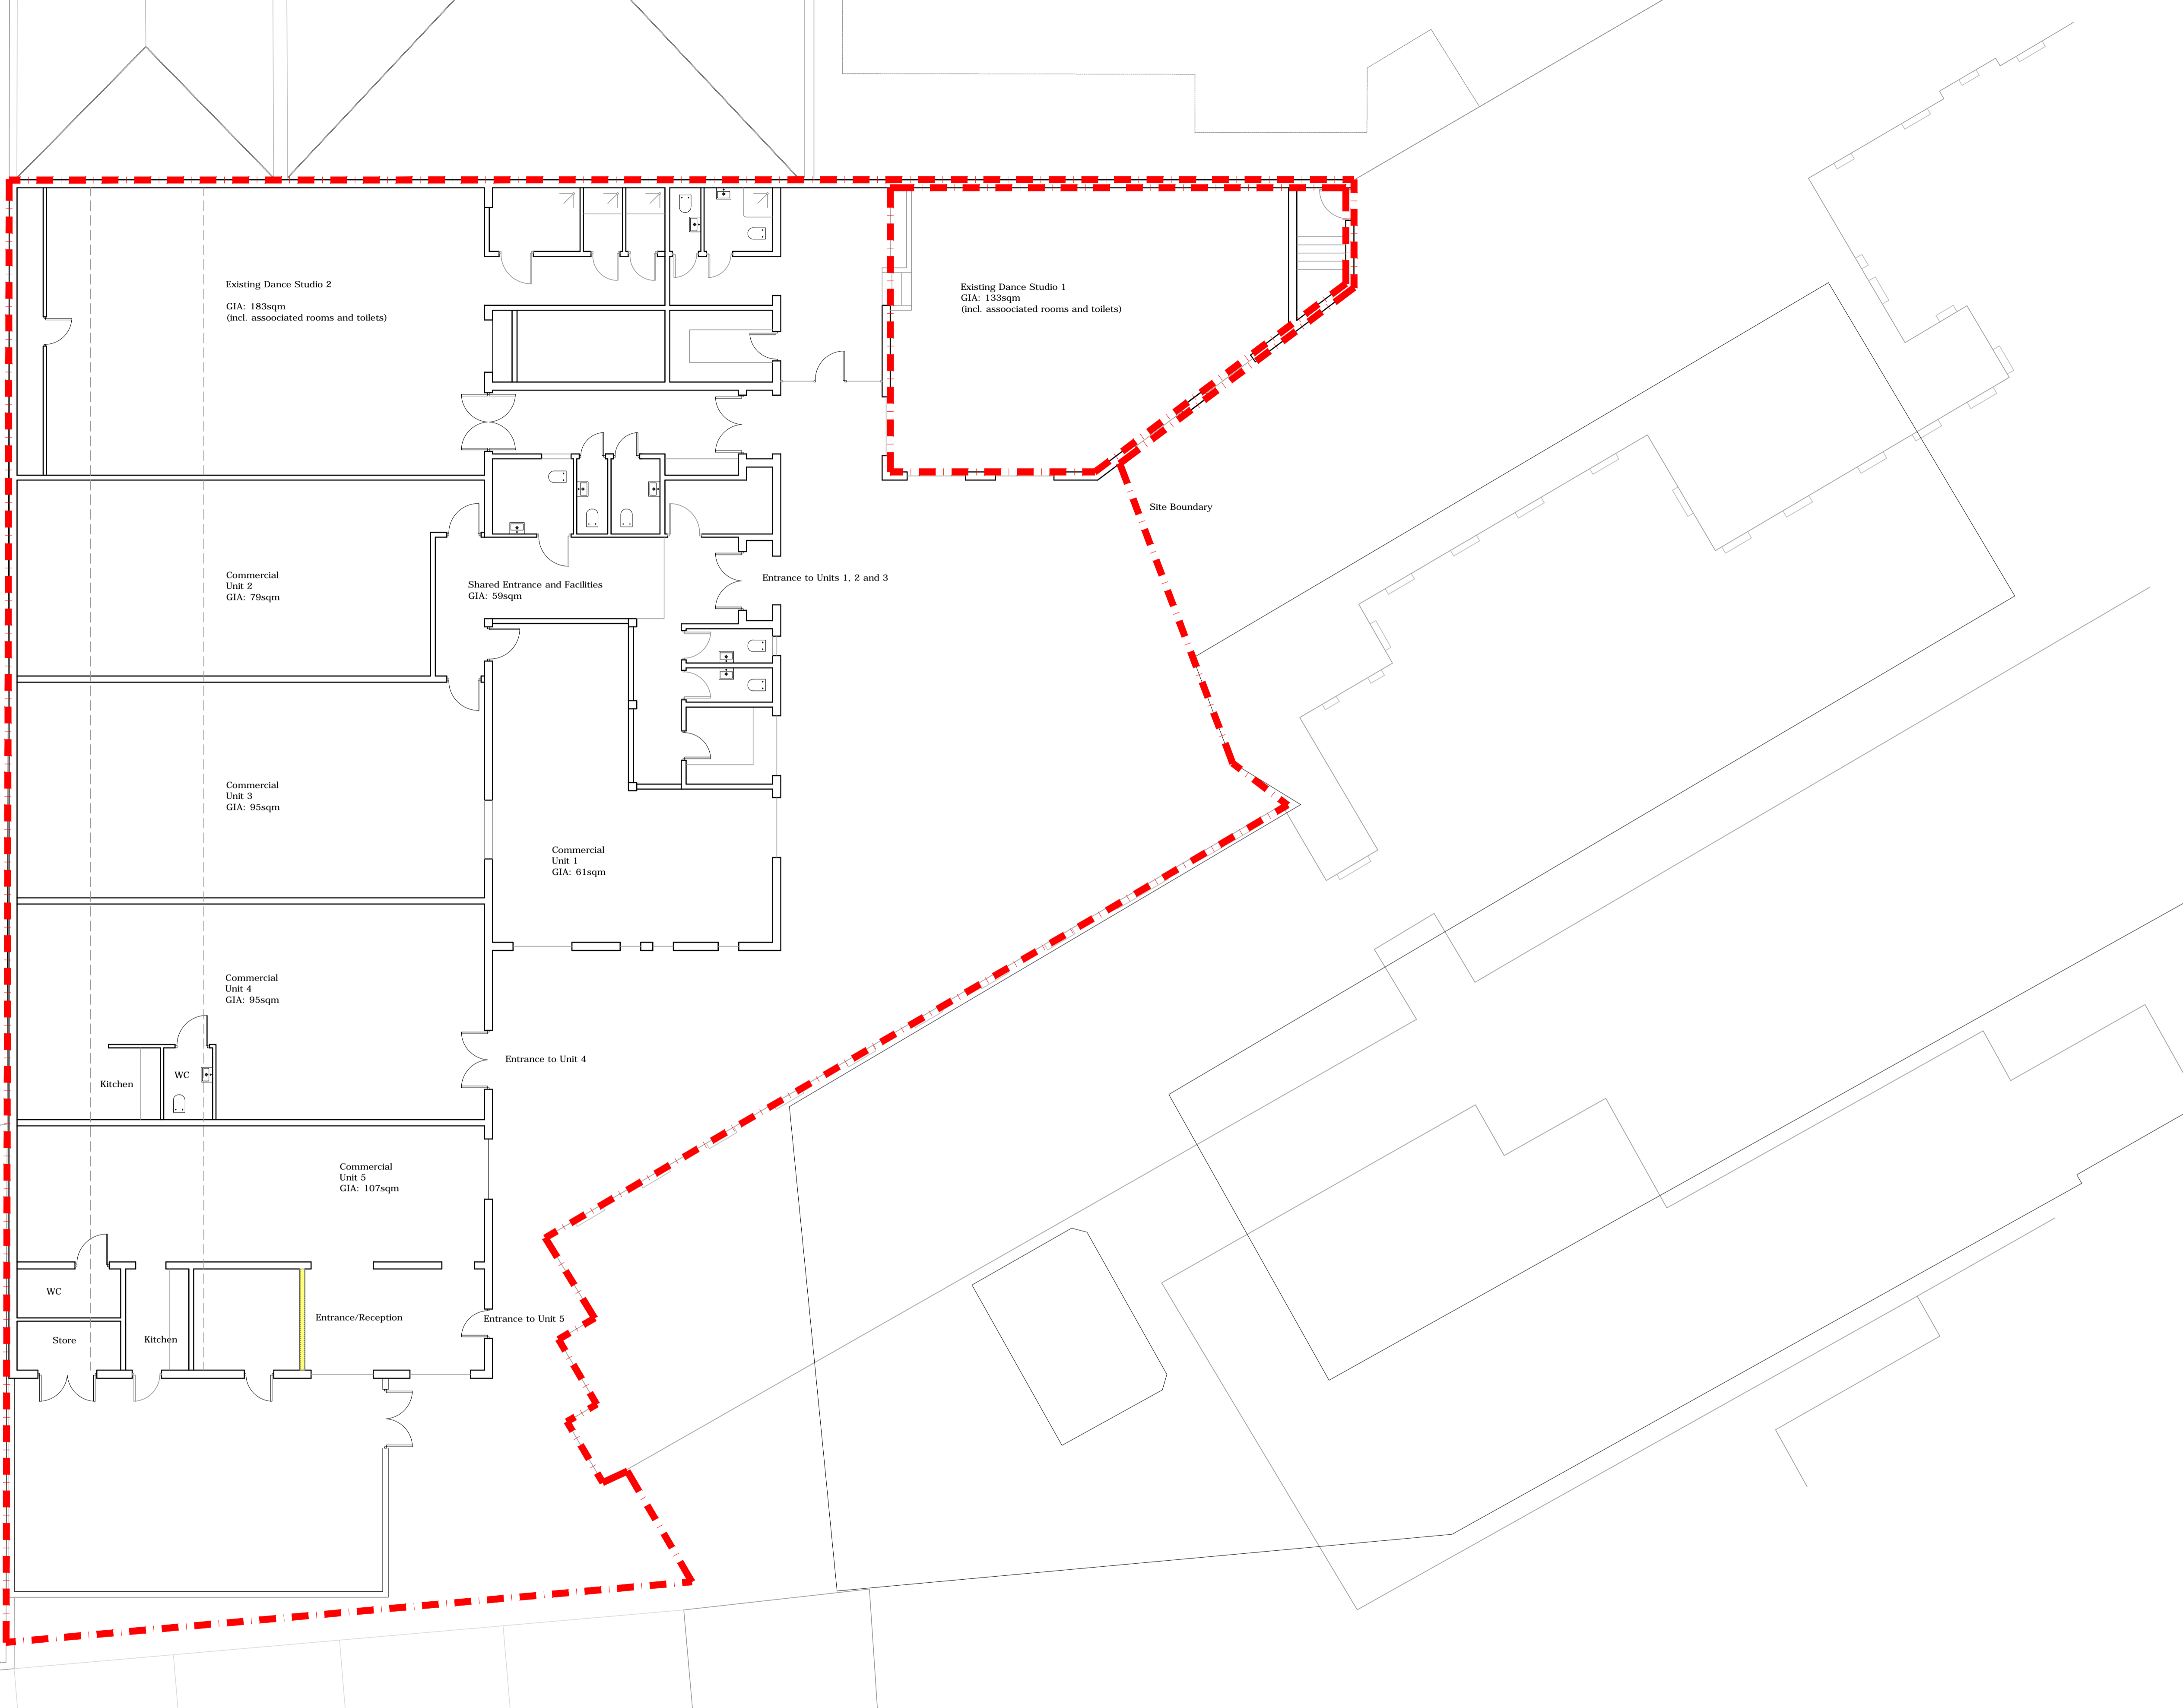 Existing Dance Studio 2
GIA: 183sqm
(incl. assoociated rooms and toilets)
Existing Dance Studio 1
GIA: 133sqm
(incl. assoociated rooms and toilets)
Site Boundary
Commercial
Unit 2
GIA: 79sqm
Shared Entrance and Facilities
GIA: 59sqm
Entrance to Units 1, 2 and 3
Commercial
Unit 3
GIA: 95sqm
Commercial
Unit 1
GIA: 61sqm
Commercial
Unit 4
GIA: 95sqm
Entrance to Unit 4
Kitchen
WC
Commercial
Unit 5
GIA: 107sqm
WC
Entrance/Reception
Entrance to Unit 5
Store
Kitchen